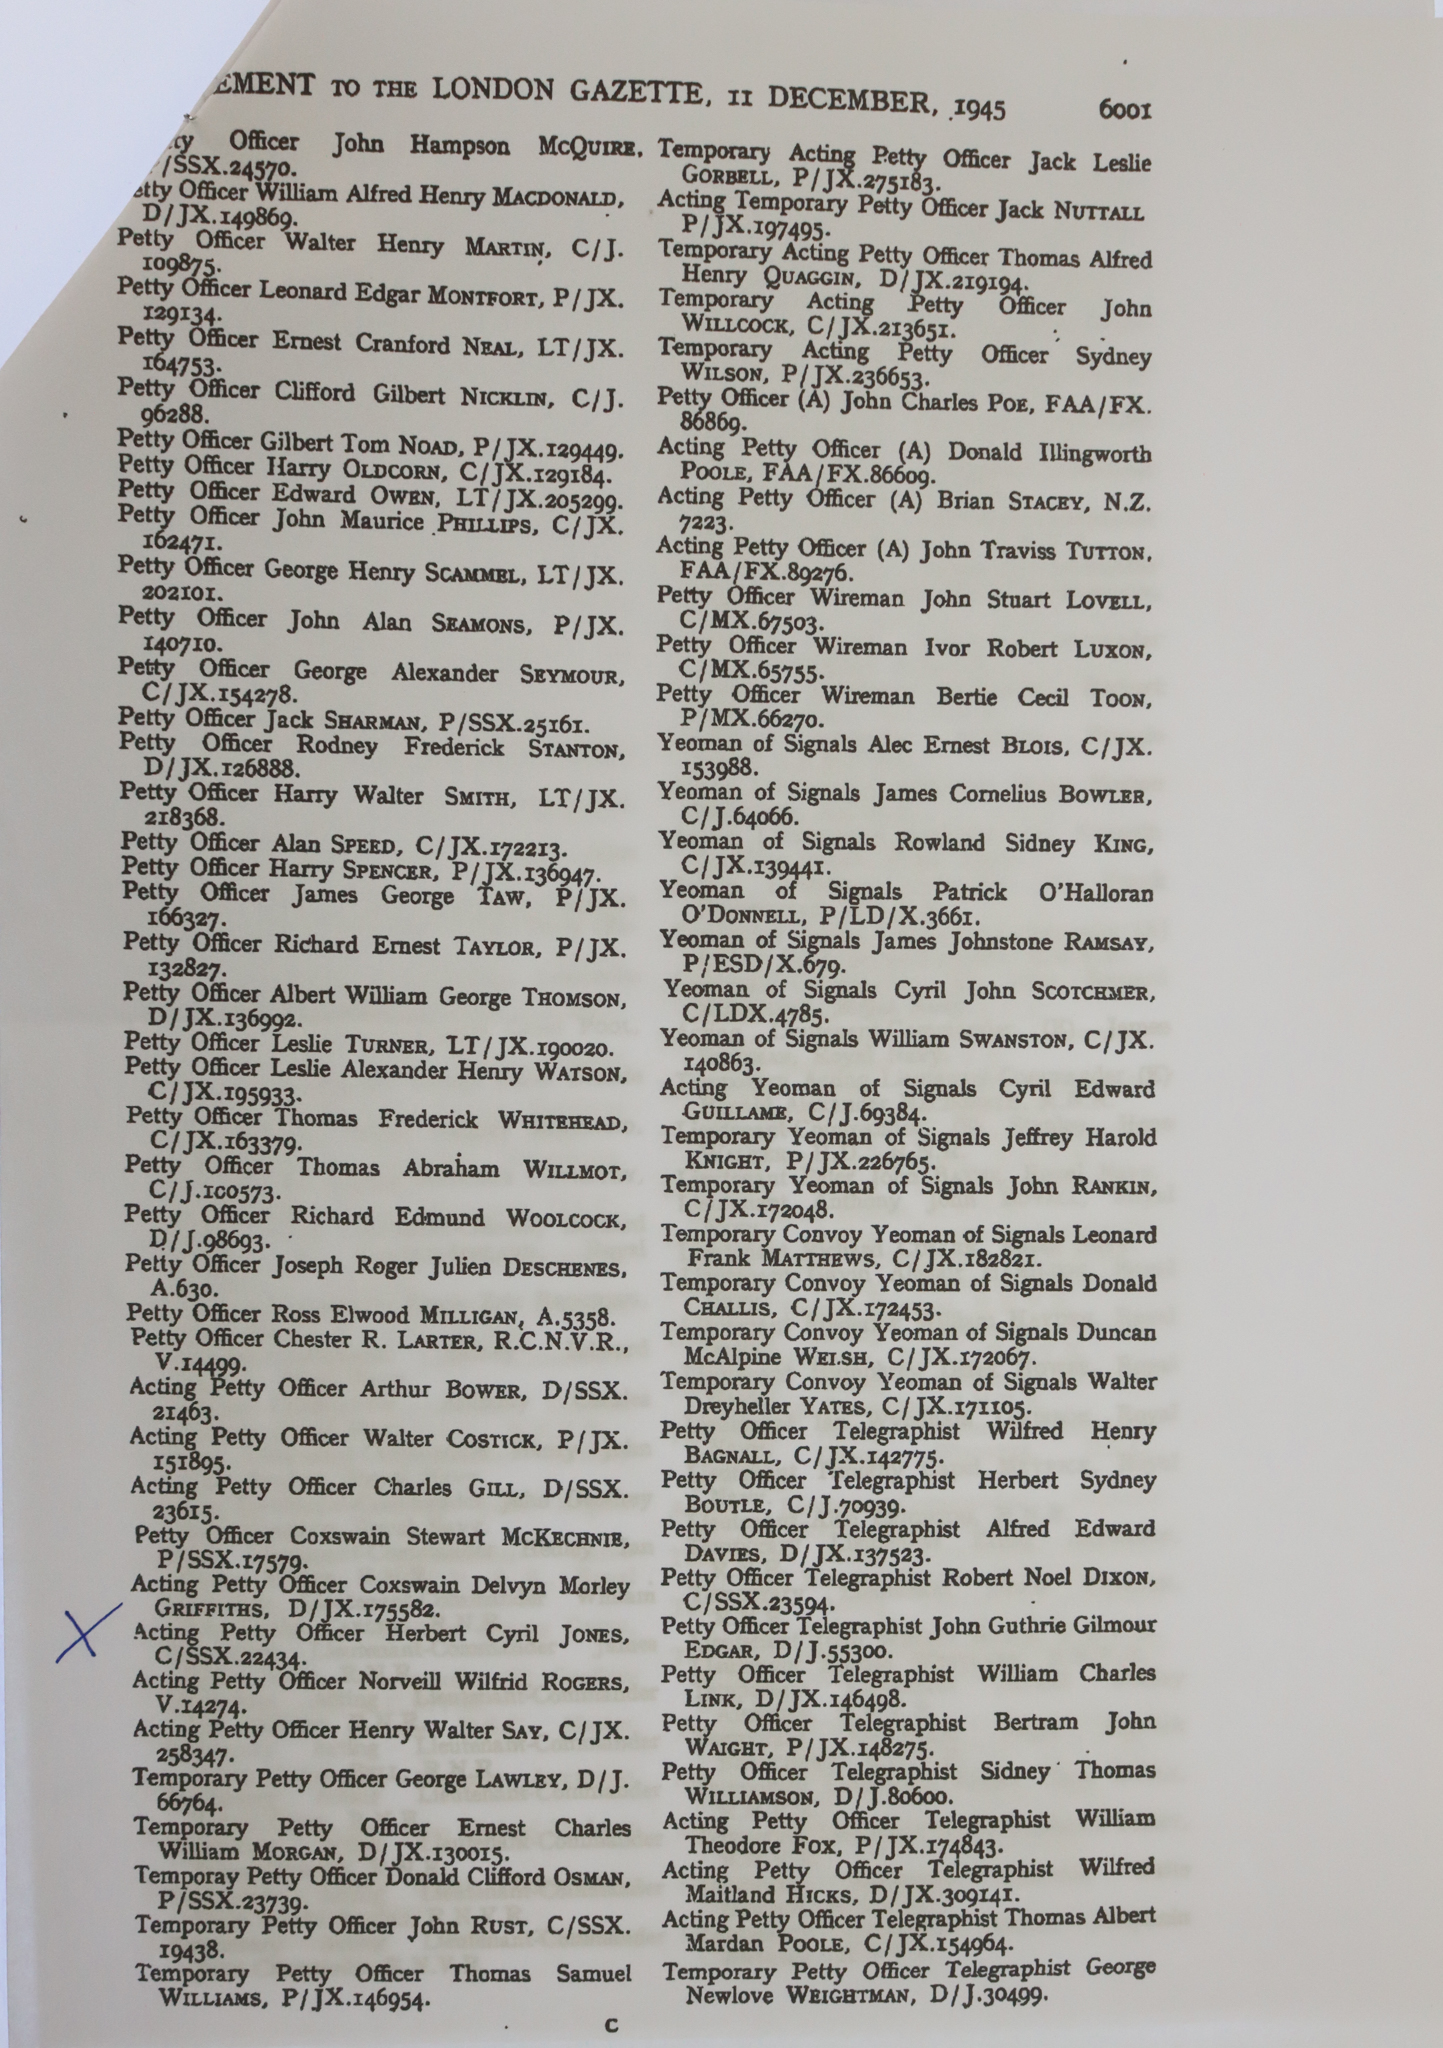 EMENT TO THE LONDON GAZETTE, 11 DECEMBER, 1945 6001
Officer John Hampson McQUIRE,
/SSX.24570.
Officer William Alfred Henry MACDONALD,
D/JX.149869.
Petty Officer Walter Henry MARTIN, C/J.
109875.
Petty Officer Leonard Edgar MONTFORT, P/JX.
129134.
Petty Officer Ernest Cranford NEAL, LT/JX.
164753.
Petty Officer Clifford Gilbert NICKLIN, C/J.
96288.
Petty Officer Gilbert Tom NOAD, P/JX.129449.
Petty Officer Harry OLDCORN, C/JX.129184.
Petty Officer Edward OWEN, LT/JX.205299.
Petty Officer John Maurice PHILLIPS, C/JX.
162471.
Petty Officer George Henry SCAMMEL, LT/JX.
202101.
Petty Officer John Alan SEAMONS, P/JX.
140710.
Petty Officer George Alexander SEYMOUR,
C/JX.154278.
Petty Officer Jack SHARMAN, P/SSX.25161.
Petty Officer Rodney Frederick STANTON,
D/JX.126888.
Petty Officer Harry Walter SMITH, LT/JX.
218368.
Petty Officer Alan SPEED, C/JX.172213.
Petty Officer Harry SPENCER, P/JX.136947.
Petty Officer James George TAW, P/JX.
166327.
Petty Officer Richard Ernest TAYLOR, P/JX.
132827.
Petty Officer Albert William George THOMSON,
D/JX.136992.
Petty Officer Leslie TURNER, LT/JX.190020.
Petty Officer Leslie Alexander Henry WATSON,
C/JX.195933.
Petty Officer Thomas Frederick WHITEHEAD,
C/JX.163379.
Petty Officer Thomas Abraham WILLMOT,
C/J.100573.
Petty Officer Richard Edmund WOOLCOCK,
D/J.98693.
Petty Officer Joseph Roger Julien DESCHENES,
A.630.
Petty Officer Ross Elwood MILLIGAN, A.5358.
Petty Officer Chester R. LARTER, R.C.N.V.R.,
V.14499.
Acting Petty Officer Arthur BOWER, D/SSX.
21463.
Acting Petty Officer Walter COSTICK, P/JX.
151895.
Acting Petty Officer Charles GILL, D/SSX.
23615.
Petty Officer Coxswain Stewart McKECHNIE,
P/SSX.17579.
Acting Petty Officer Coxswain Delvyn Morley
GRIFFITHS, D/JX.175582.
X Acting Petty Officer Herbert Cyril JONES,
C/SSX.22434.
Acting Petty Officer Norveill Wilfrid ROGERS,
V.14274.
Acting Petty Officer Henry Walter SAY, C/JX.
258347.
Temporary Petty Officer George LAWLEY, D/J.
66764.
Temporary Petty Officer Ernest Charles
William MORGAN, D/JX.130015.
Temporay Petty Officer Donald Clifford OSMAN,
P/SSX.23739.
Temporary Petty Officer John RUST, C/SSX.
19438.
Temporary Petty Officer Thomas Samuel
WILLIAMS, P/JX.146954.
Temporary Acting Petty Officer Jack Leslie
GORBELL, P/JX.275183.
Acting Temporary Petty Officer Jack NUTTALL
P/JX.197495.
Temporary Acting Petty Officer Thomas Alfred
Henry QUAGGIN, D/JX.219194.
Temporary Acting Petty Officer John
WILLCOCK, C/JX.213651.
Temporary Acting Petty Officer Sydney
WILSON, P/JX.236653.
Petty Officer (A) John Charles POE, FAA/FX.
86869.
Acting Petty Officer (A) Donald Illingworth
POOLE, FAA/FX.86609.
Acting Petty Officer (A) Brian STACEY, N.Z.
7223.
Acting Petty Officer (A) John Traviss TUTTON,
FAA/FX.89276.
Petty Officer Wireman John Stuart LOVELL,
C/MX.67503.
Petty Officer Wireman Ivor Robert LUXON,
C/MX.65755.
Petty Officer Wireman Bertie Cecil TOON,
P/MX.66270.
Yeoman of Signals Alec Ernest BLOIS, C/JX.
153988.
Yeoman of Signals James Cornelius BOWLER,
C/J.64066.
Yeoman of Signals Rowland Sidney KING,
C/JX.139441.
Yeoman of Signals Patrick O'Halloran
O'DONNELL, P/LD/X.3661.
Yeoman of Signals James Johnstone RAMSAY,
P/ESD/X.679.
Yeoman of Signals Cyril John SCOTCHMER,
C/LDX.4785.
Yeoman of Signals William SWANSTON, C/JX.
140863.
Acting Yeoman of Signals Cyril Edward
GUILLAME, C/J.69384.
Temporary Yeoman of Signals Jeffrey Harold
KNIGHT, P/JX.226765.
Temporary Yeoman of Signals John RANKIN,
C/JX.172048.
Temporary Convoy Yeoman of Signals Leonard
Frank MATTHEWS, C/JX.182821.
Temporary Convoy Yeoman of Signals Donald
CHALLIS, C/JX.172453.
Temporary Convoy Yeoman of Signals Duncan
McAlpine WELSH, C/JX.172067.
Temporary Convoy Yeoman of Signals Walter
Dreyheller YATES, C/JX.171105.
Petty Officer Telegraphist Wilfred Henry
BAGNALL, C/JX.142775.
Petty Officer Telegraphist Herbert Sydney
BOUTLE, C/J.70939.
Petty Officer Telegraphist Alfred Edward
DAVIES, D/JX.137523.
Petty Officer Telegraphist Robert Noel DIXON,
C/SSX.23594.
Petty Officer Telegraphist John Guthrie Gilmour
EDGAR, D/J.55300.
Petty Officer Telegraphist William Charles
LINK, D/JX.146498.
Petty Officer Telegraphist Bertram John
WAIGHT, P/JX.148275.
Petty Officer Telegraphist Sidney Thomas
WILLIAMSON, D/J.80600.
Acting Petty Officer Telegraphist William
Theodore FOX, P/JX.174843.
Acting Petty Officer Telegraphist Wilfred
Maitland HICKS, D/JX.309141.
Acting Petty Officer Telegraphist Thomas Albert
Mardan POOLE, C/JX.154964.
Temporary Petty Officer Telegraphist George
Newlove WEIGHTMAN, D/J.30499.
C